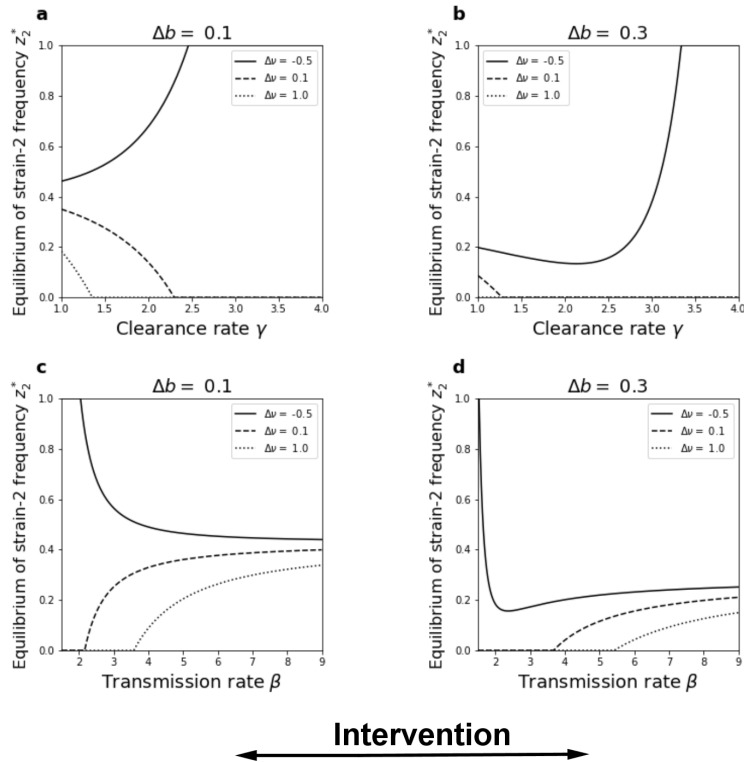 a
Δb = 0.1
Equilibrium of strain-2 frequency z₂*
1.0
0.8
0.6
0.4
0.2
0.0
Δν = -0.5
Δν = 0.1
Δν = 1.0
1.0 1.5 2.0 2.5 3.0 3.5 4.0
Clearance rate γ
b
Δb = 0.3
Equilibrium of strain-2 frequency z₂*
1.0
0.8
0.6
0.4
0.2
0.0
Δν = -0.5
Δν = 0.1
Δν = 1.0
1.0 1.5 2.0 2.5 3.0 3.5 4.0
Clearance rate γ
c
Δb = 0.1
Equilibrium of strain-2 frequency z₂*
1.0
0.8
0.6
0.4
0.2
0.0
Δν = -0.5
Δν = 0.1
Δν = 1.0
2 3 4 5 6 7 8 9
Transmission rate β
d
Δb = 0.3
Equilibrium of strain-2 frequency z₂*
1.0
0.8
0.6
0.4
0.2
0.0
Δν = -0.5
Δν = 0.1
Δν = 1.0
2 3 4 5 6 7 8 9
Transmission rate β
Intervention